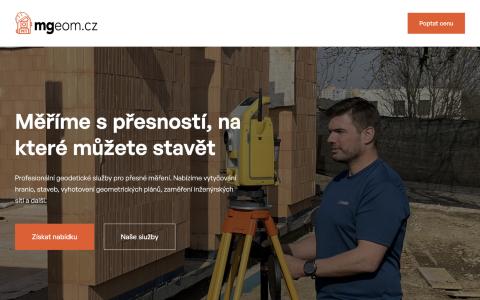 mgeom.cz
Poptat cenu
Měříme s přesností, na
které můžete stavět
Profesionální geodetické služby pro přesné měření. Nabízíme vytyčování
hranic, staveb, vyhotovení geometrických plánů, zaměření inženýrských
sítí a další.
Získat nabídku
Naše služby